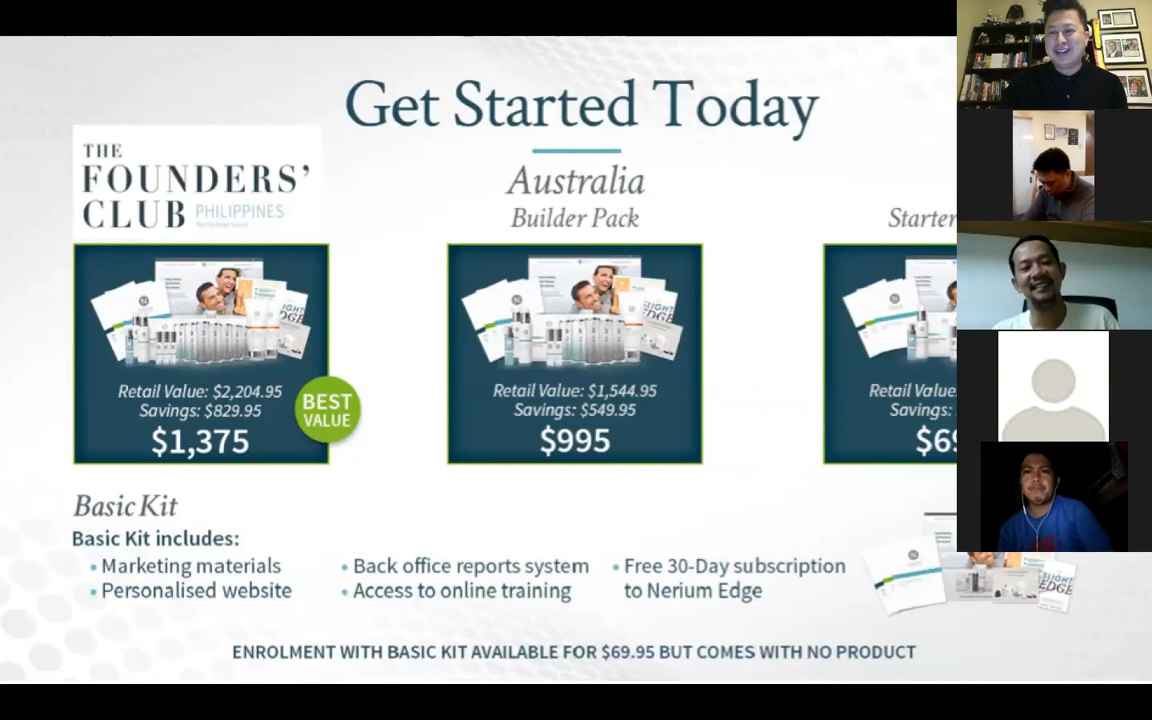 Get Started Today
THE
FOUNDERS'
CLUB PHILIPPINES
Australia
Builder Pack
Starter
Retail Value: $2,204.95
Savings: $829.95
$1,375
BEST
VALUE
Retail Value: $1,544.95
Savings: $549.95
$995
Retail
Savings:
$69
Basic Kit
Basic Kit includes:
• Marketing materials
• Personalised website
• Back office reports system
• Access to online training
• Free 30-Day subscription
to Nerium Edge
SLIGHT
EDGE
ENROLMENT WITH BASIC KIT AVAILABLE FOR $69.95 BUT COMES WITH NO PRODUCT